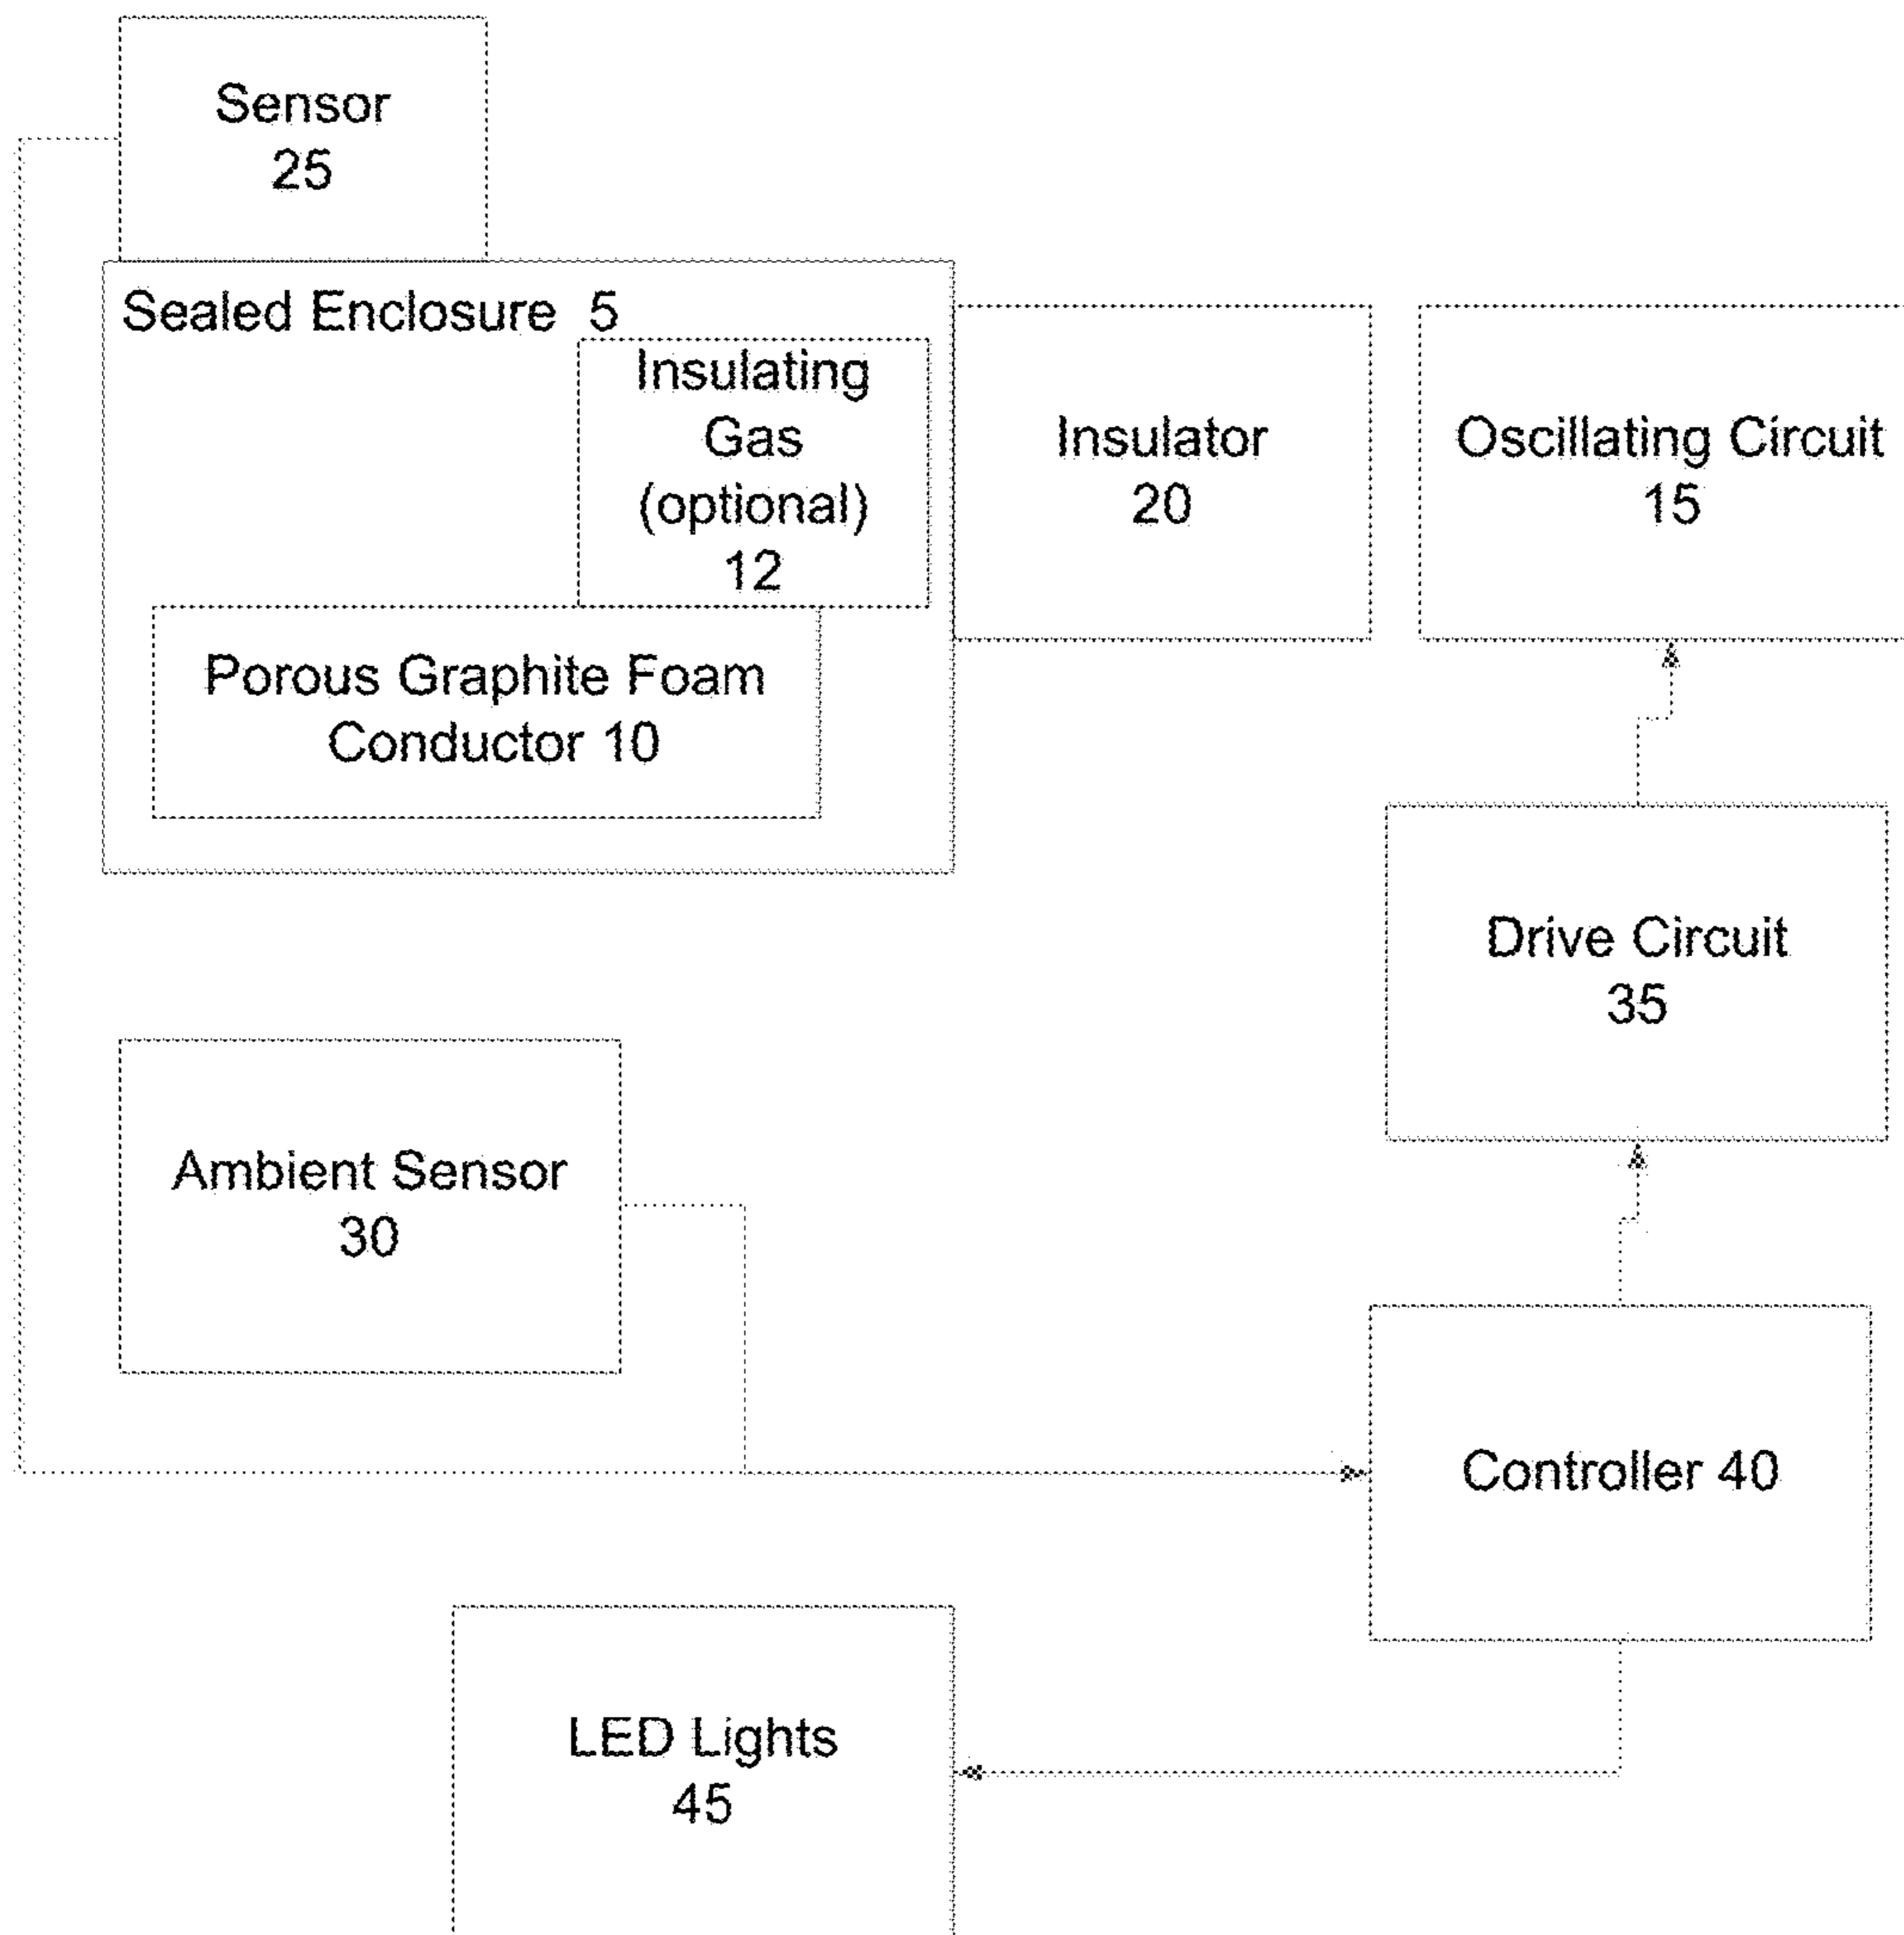 Sensor
25
Sealed Enclosure 5
Insulating
Gas
(optional)
12
Porous Graphite Foam
Conductor 10
Insulator
20
Oscillating Circuit
15
Drive Circuit
35
Ambient Sensor
30
Controller 40
LED Lights
45